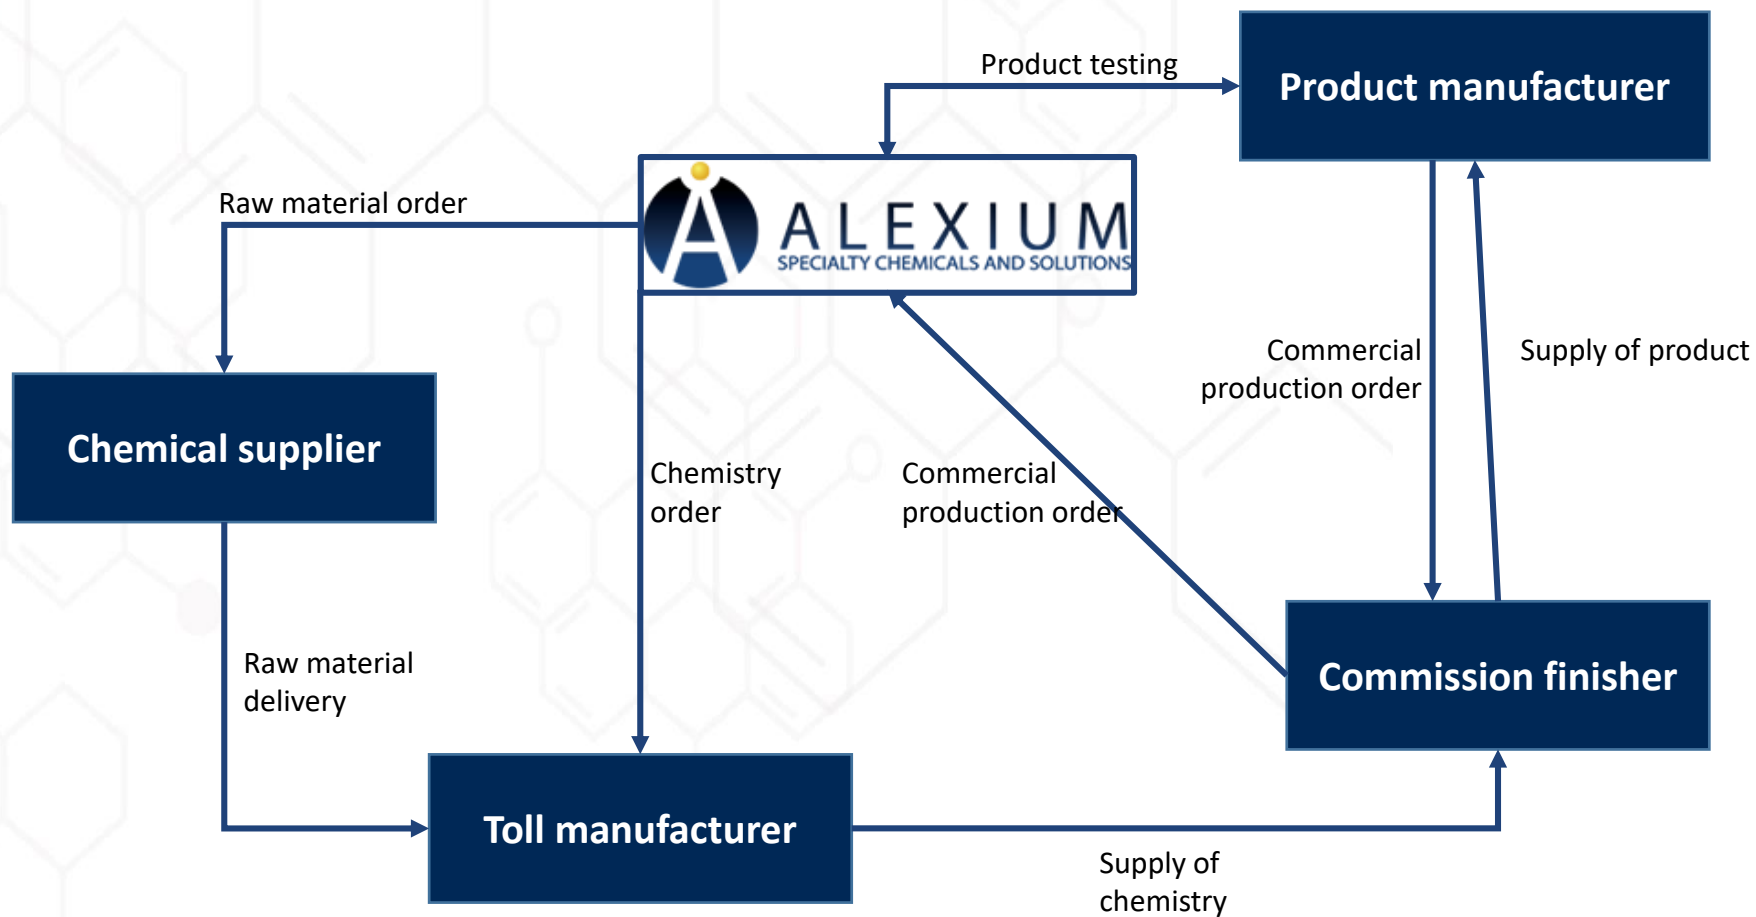 Product testing
Product manufacturer
Raw material order
ALEXIUM
SPECIALTY CHEMICALS AND SOLUTIONS
Commercial
production order
Supply of product
Chemical supplier
Chemistry
order
Commercial
production order
Raw material
delivery
Commission finisher
Toll manufacturer
Supply of
chemistry